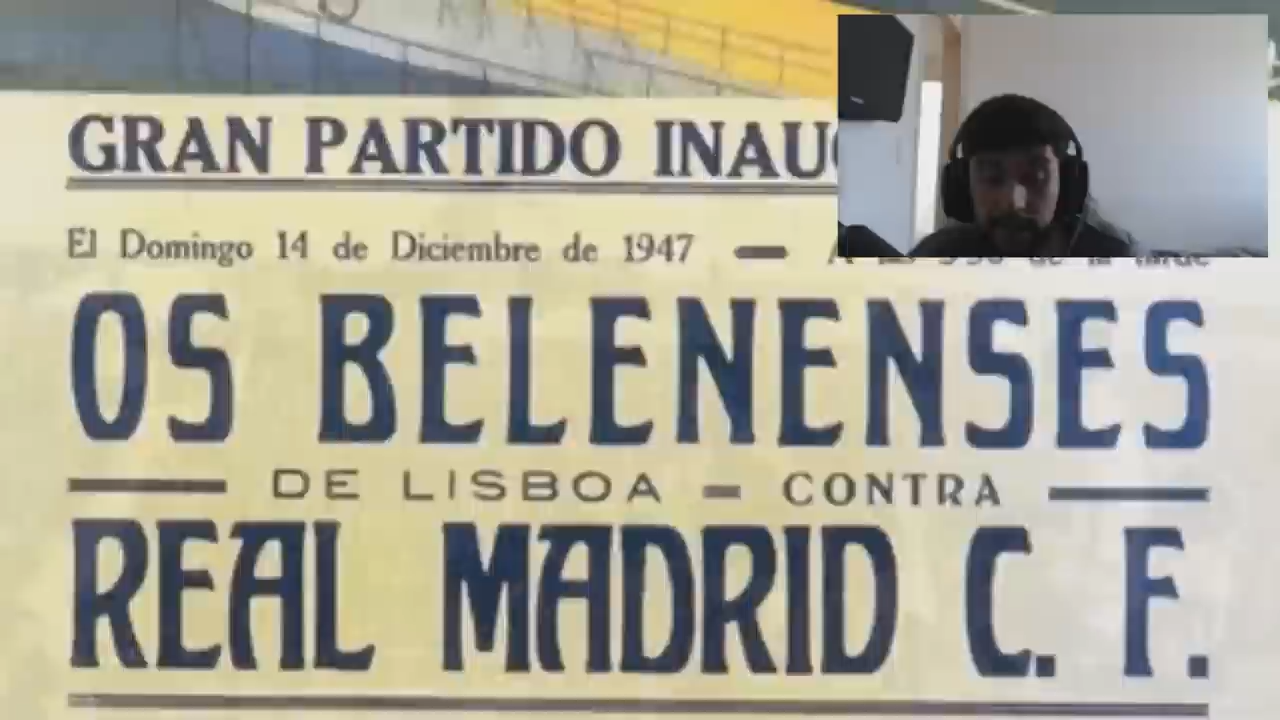 GRAN PARTIDO INAU
El Domingo 14 de Diciembre de 1947 —
OS BELENENSES
DE LISBOA - CONTRA
REAL MADRID C. F.